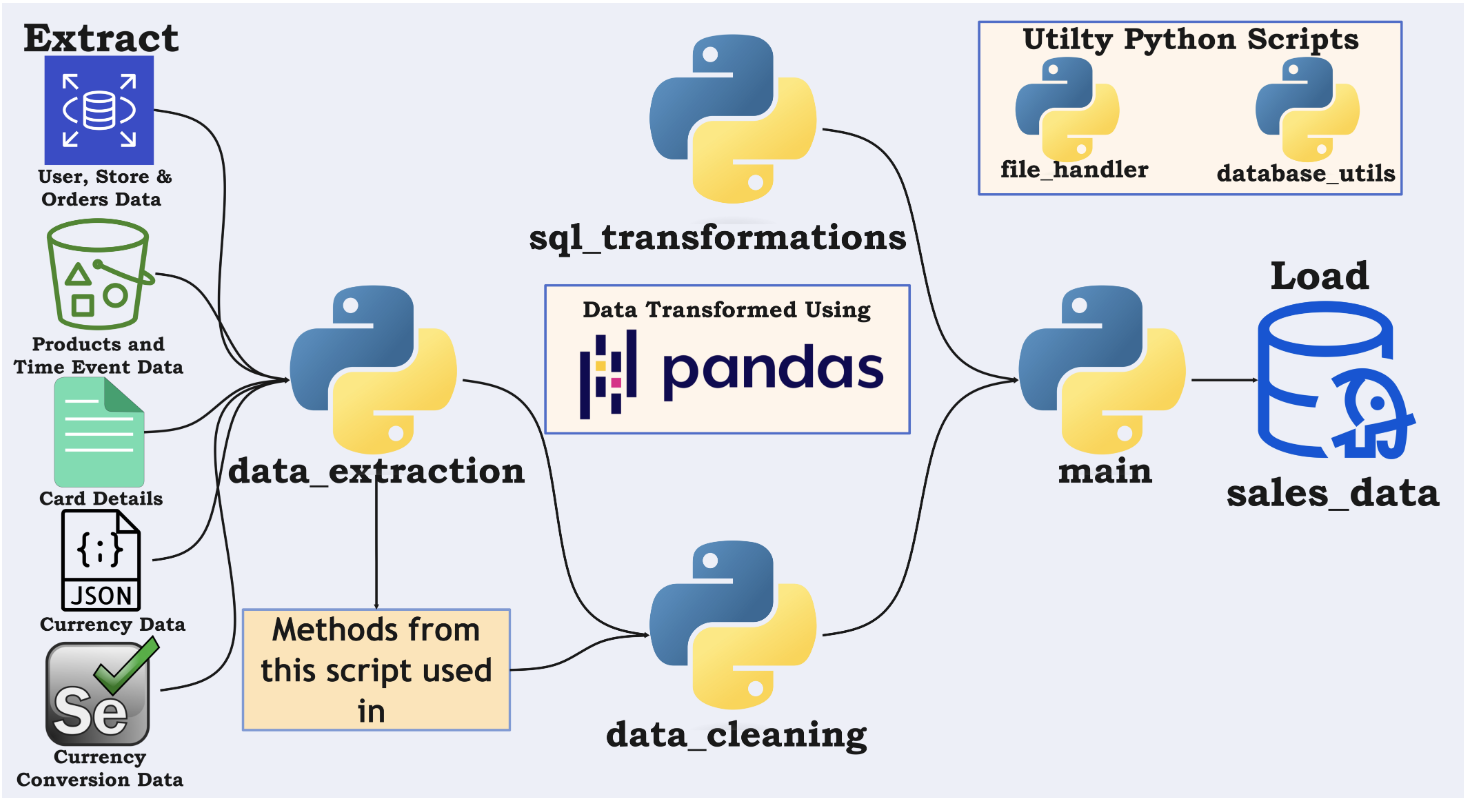 Extract
User, Store &
Orders Data
Products and
Time Event Data
Card Details
{;}
JSON
Currency Data
Se
Currency
Conversion Data
data_extraction
Methods from
this script used
in
sql_transformations
Data Transformed Using
pandas
data_cleaning
Utilty Python Scripts
file_handler
database_utils
main
Load
sales_data